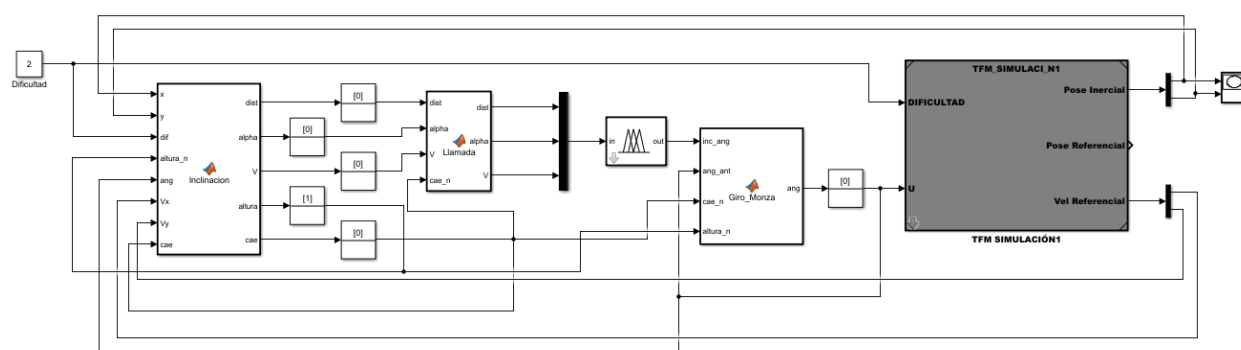 2
Dificultad
x
y
dif
altura_n
ang
Vx
Vy
cae
Inclinacion
dist
alpha
V
altura
cae
[0]
[0]
[0]
[1]
[0]
dist
alpha
V
cae_n
Llamada
dist
alpha
V
in
out
inc_ang
ang_ant
cae_n
altura_n
Giro_Monza
ang
[0]
TFM_SIMULACI_N1
DIFICULTAD
U
Pose Inercial
Pose Referencial
Vel Referencial
TFM SIMULACIÓN1